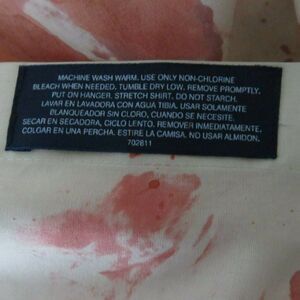 MACHINE WASH WARM. USE ONLY NON-CHLORINE
BLEACH WHEN NEEDED. TUMBLE DRY LOW. REMOVE PROMPTLY.
PUT ON HANGER. STRETCH SHIRT. DO NOT STARCH.
LAVAR EN LAVADORA CON AGUA TIBIA. USAR SOLAMENTE
BLANQUEADOR SIN CLORO, CUANDO SE NECESITE.
SECAR EN SECADORA, CICLO LENTO. REMOVER INMEDIATAMENTE.
COLGAR EN UNA PERCHA. ESTIRE LA CAMISA. NO USAR ALMIDON.
702811